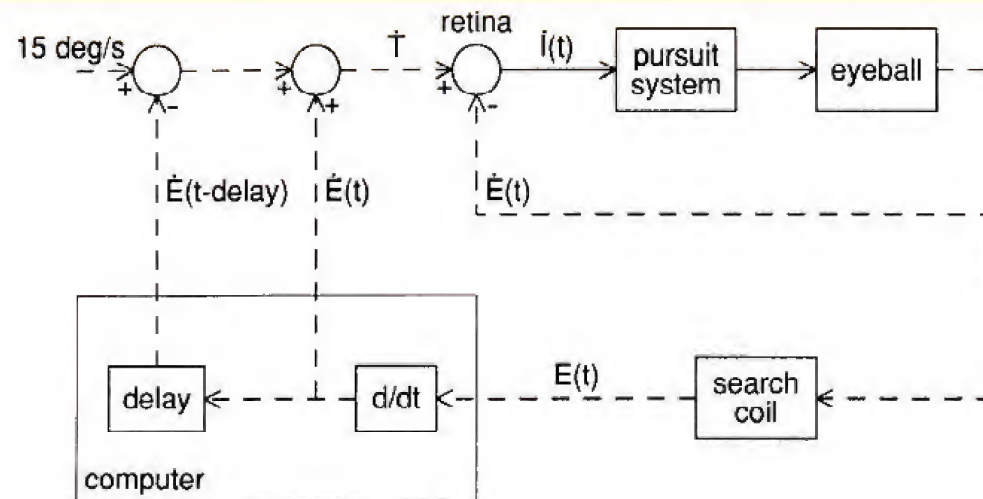 retina
15 deg/s
Ṫ
İ(t)
pursuit
system
eyeball
+
-
+
+
+
-
Ė(t-delay)
Ė(t)
Ė(t)
delay
d/dt
E(t)
search
coil
computer